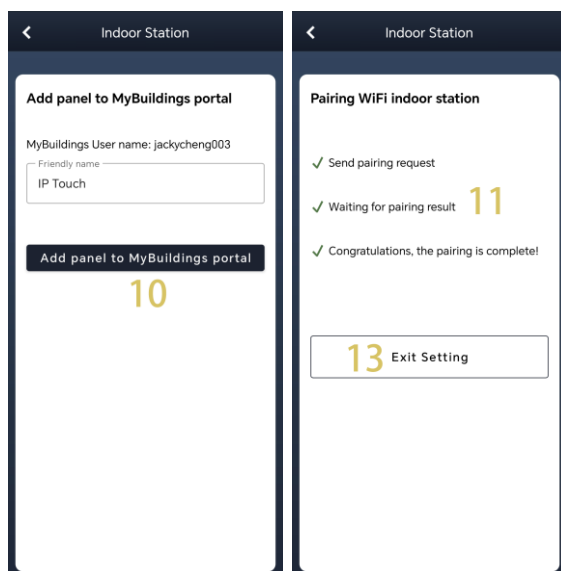 Indoor Station
Add panel to MyBuildings portal
MyBuildings User name: jackycheng003
Friendly name
IP Touch
Add panel to MyBuildings portal
10
Indoor Station
Pairing WiFi indoor station
Send pairing request
Waiting for pairing result 11
Congratulations, the pairing is complete!
13 Exit Setting